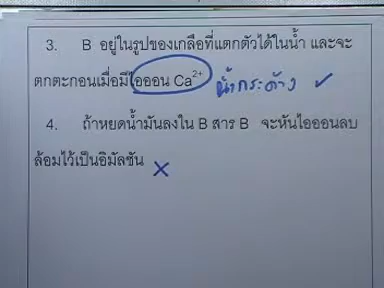 3. B อยู่ในรูปของเกลือที่แตกตัวได้ในน้ำ และจะ
ตกตะกอนเมื่อมีไอออน Ca²⁺ น้ำกระด้าง ✓
4. ถ้าหยดน้ำมันลงใน B สาร B จะหันไอออนลบ
ล้อมไว้เป็นอิมัลชัน ✗